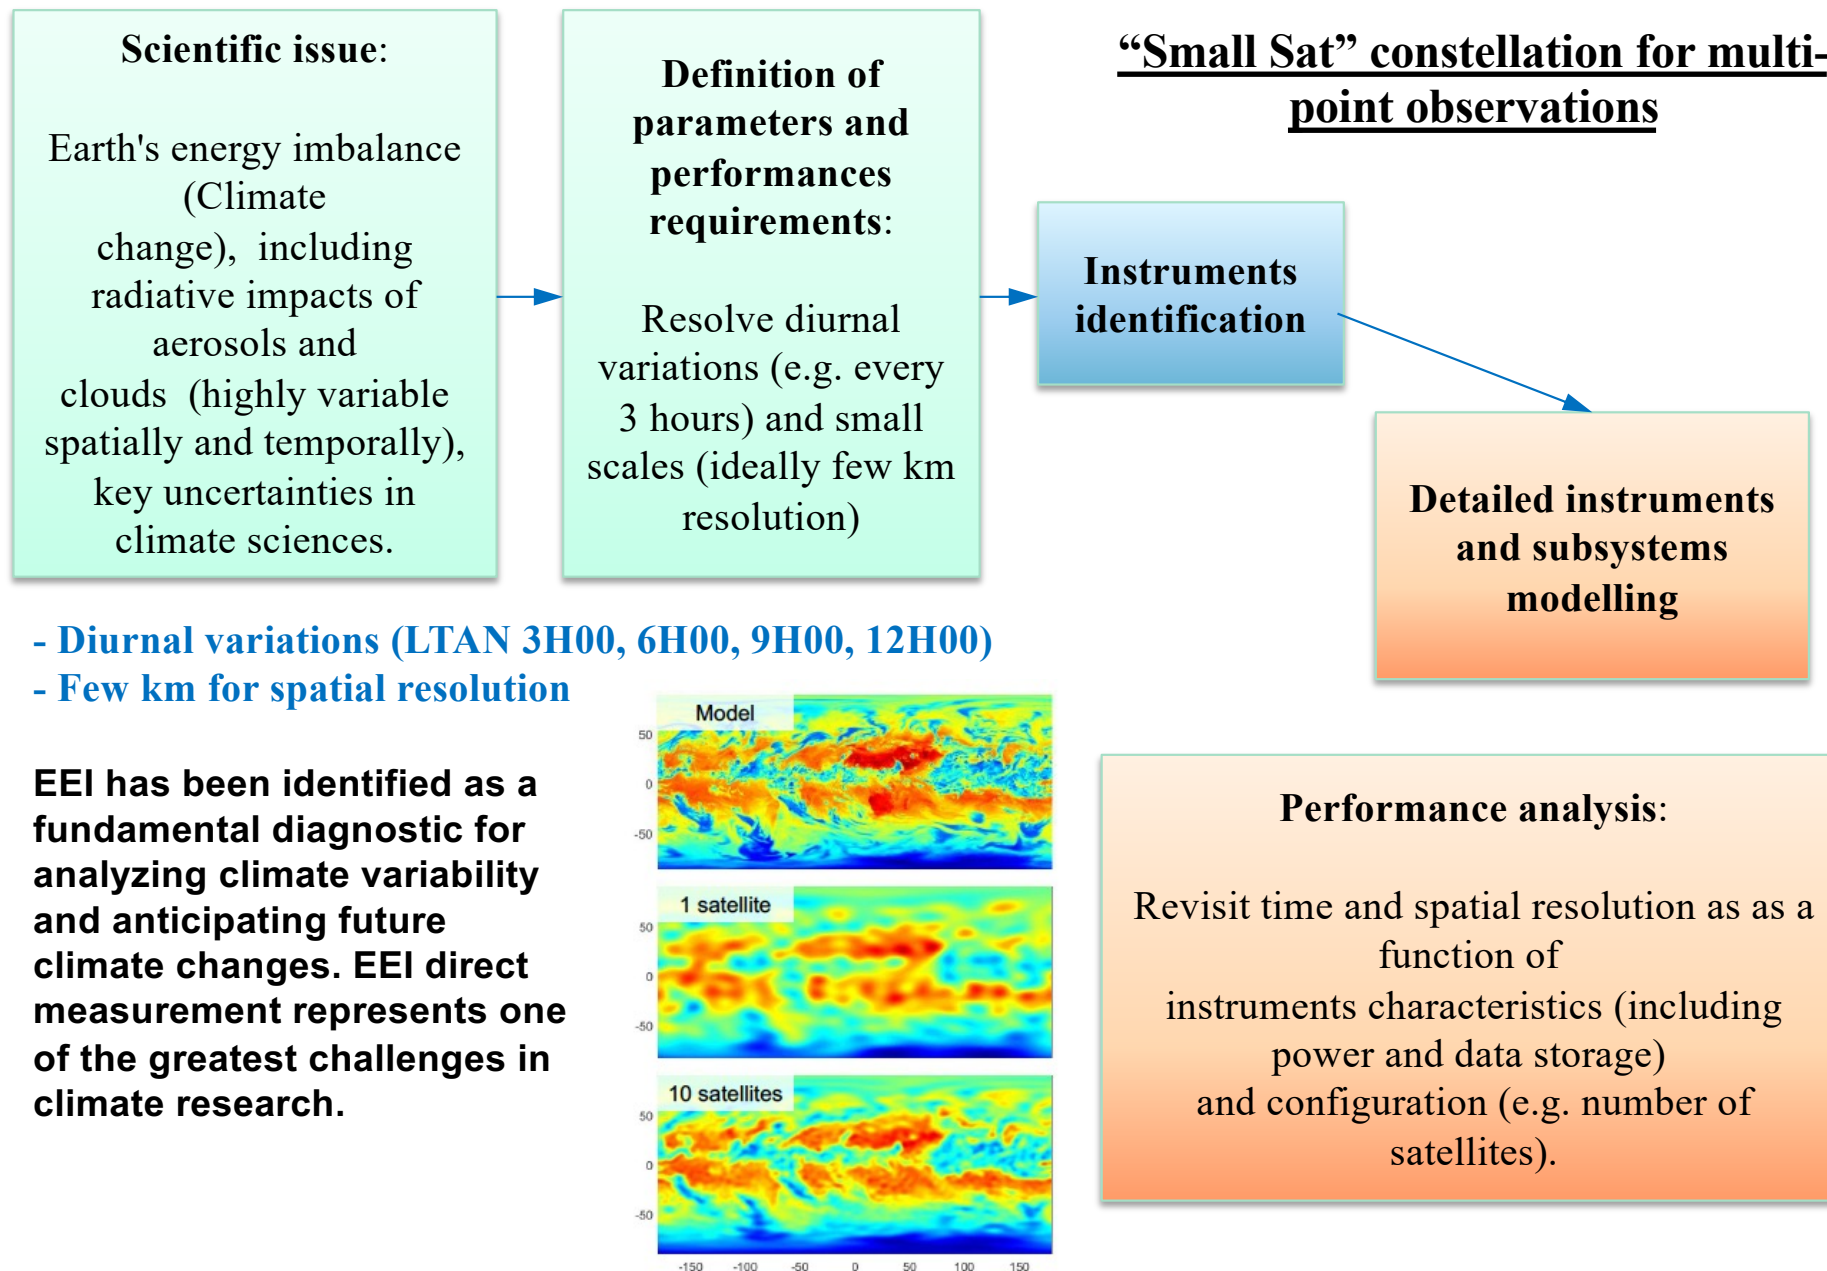 Scientific issue:
Earth's energy imbalance
(Climate
change),  including
radiative impacts of
aerosols and
clouds  (highly variable
spatially and temporally),
key uncertainties in
climate sciences.
Definition of
parameters and
performances
requirements:
Resolve diurnal
variations (e.g. every
3 hours) and small
scales (ideally few km
resolution)
“Small Sat” constellation for multi-
point observations
Instruments
identification
Detailed instruments
and subsystems
modelling
- Diurnal variations (LTAN 3H00, 6H00, 9H00, 12H00)
- Few km for spatial resolution
EEI has been identified as a
fundamental diagnostic for
analyzing climate variability
and anticipating future
climate changes. EEI direct
measurement represents one
of the greatest challenges in
climate research.
Model
50
0
-50
1 satellite
50
0
-50
10 satellites
50
0
-50
-150 -100 -50 0 50 100 150
Performance analysis:
Revisit time and spatial resolution as as a
function of
instruments characteristics (including
power and data storage)
and configuration (e.g. number of
satellites).